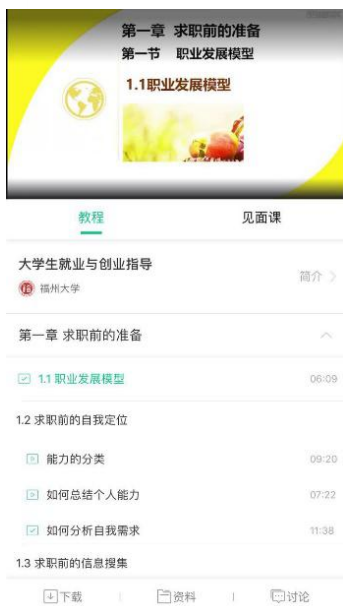 第一章 求职前的准备
第一节 职业发展模型
1.1职业发展模型
教程
见面课
大学生就业与创业指导
福州大学
简介
第一章 求职前的准备
1.1 职业发展模型
06:09
1.2 求职前的自我定位
能力的分类
09:20
如何总结个人能力
07:22
如何分析自我需求
11:38
1.3 求职前的信息搜集
下载
资料
讨论